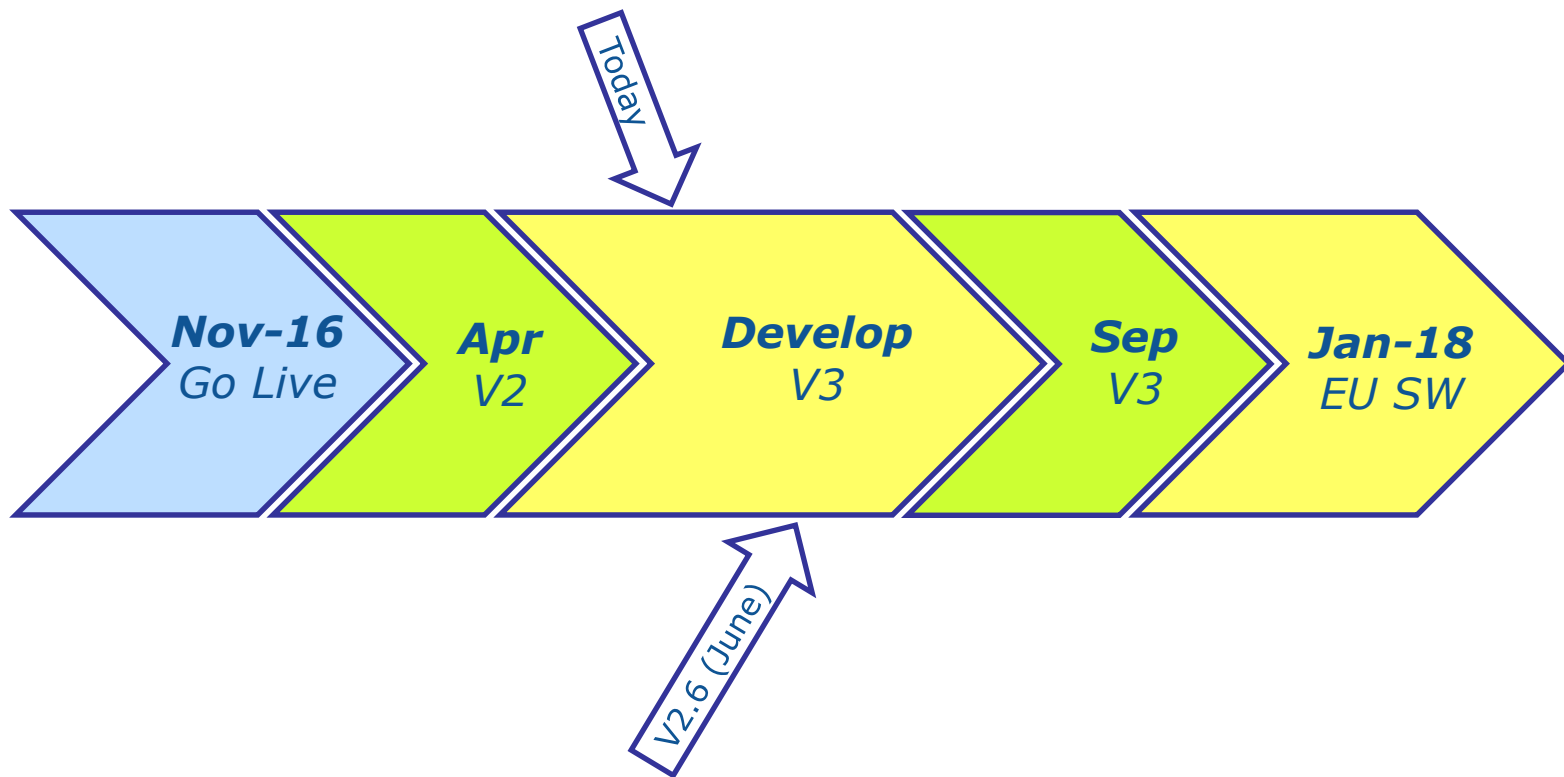 Today
Nov-16
Go Live
Apr
V2
Develop
V3
Sep
V3
Jan-18
EU SW
V2.6 (June)